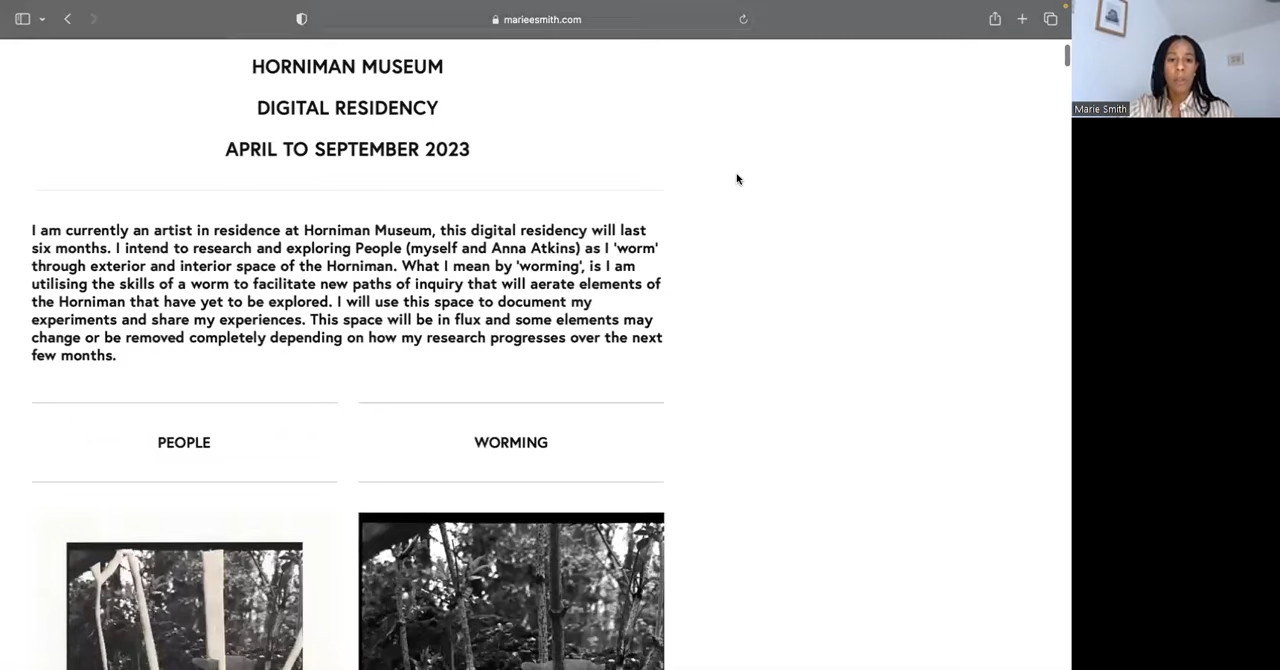 marieesmith.com
Marie Smith
HORNIMAN MUSEUM
DIGITAL RESIDENCY
APRIL TO SEPTEMBER 2023
I am currently an artist in residence at Horniman Museum, this digital residency will last
six months. I intend to research and exploring People (myself and Anna Atkins) as I 'worm'
through exterior and interior space of the Horniman. What I mean by 'worming', is I am
utilising the skills of a worm to facilitate new paths of inquiry that will aerate elements of
the Horniman that have yet to be explored. I will use this space to document my
experiments and share my experiences. This space will be in flux and some elements may
change or be removed completely depending on how my research progresses over the next
few months.
PEOPLE
WORMING